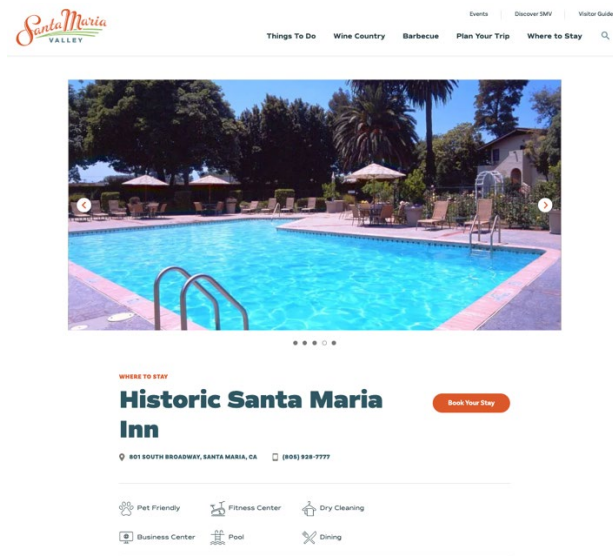 Events Discover SMV Visitor Guide
Santa Maria
VALLEY
Things To Do Wine Country Barbecue Plan Your Trip Where to Stay
WHERE TO STAY
Historic Santa Maria
Inn
Book Your Stay
801 SOUTH BROADWAY, SANTA MARIA, CA (805) 928-7777
Pet Friendly Fitness Center Dry Cleaning
Business Center Pool Dining